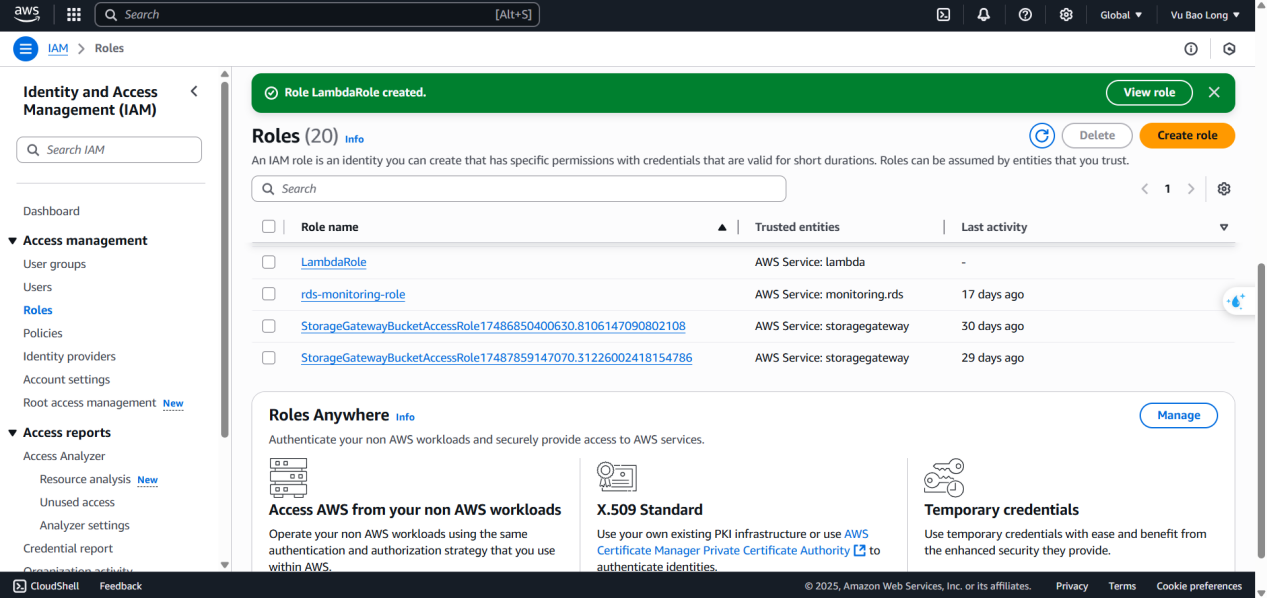 aws
Search [Alt+S]
Global ▼
Vu Bao Long ▼
IAM > Roles
Identity and Access Management (IAM)
Search IAM
Dashboard
Access management
User groups
Users
Roles
Policies
Identity providers
Account settings
Root access management New
Access reports
Access Analyzer
Resource analysis New
Unused access
Analyzer settings
Credential report
Organization activity
Role LambdaRole created.
View role
Roles (20) Info
Delete
Create role
An IAM role is an identity you can create that has specific permissions with credentials that are valid for short durations. Roles can be assumed by entities that you trust.
Search
1
Role name Trusted entities Last activity
LambdaRole AWS Service: lambda -
rds-monitoring-role AWS Service: monitoring.rds 17 days ago
StorageGatewayBucketAccessRole17486850400630.8106147090802108 AWS Service: storagegateway 30 days ago
StorageGatewayBucketAccessRole17487859147070.31226002418154786 AWS Service: storagegateway 29 days ago
Roles Anywhere Info
Manage
Authenticate your non AWS workloads and securely provide access to AWS services.
Access AWS from your non AWS workloads
Operate your non AWS workloads using the same
authentication and authorization strategy that you use
within AWS.
X.509 Standard
Use your own existing PKI infrastructure or use AWS
Certificate Manager Private Certificate Authority to
authenticate identities.
Temporary credentials
Use temporary credentials with ease and benefit from
the enhanced security they provide.
CloudShell Feedback
© 2025, Amazon Web Services, Inc. or its affiliates. Privacy Terms Cookie preferences